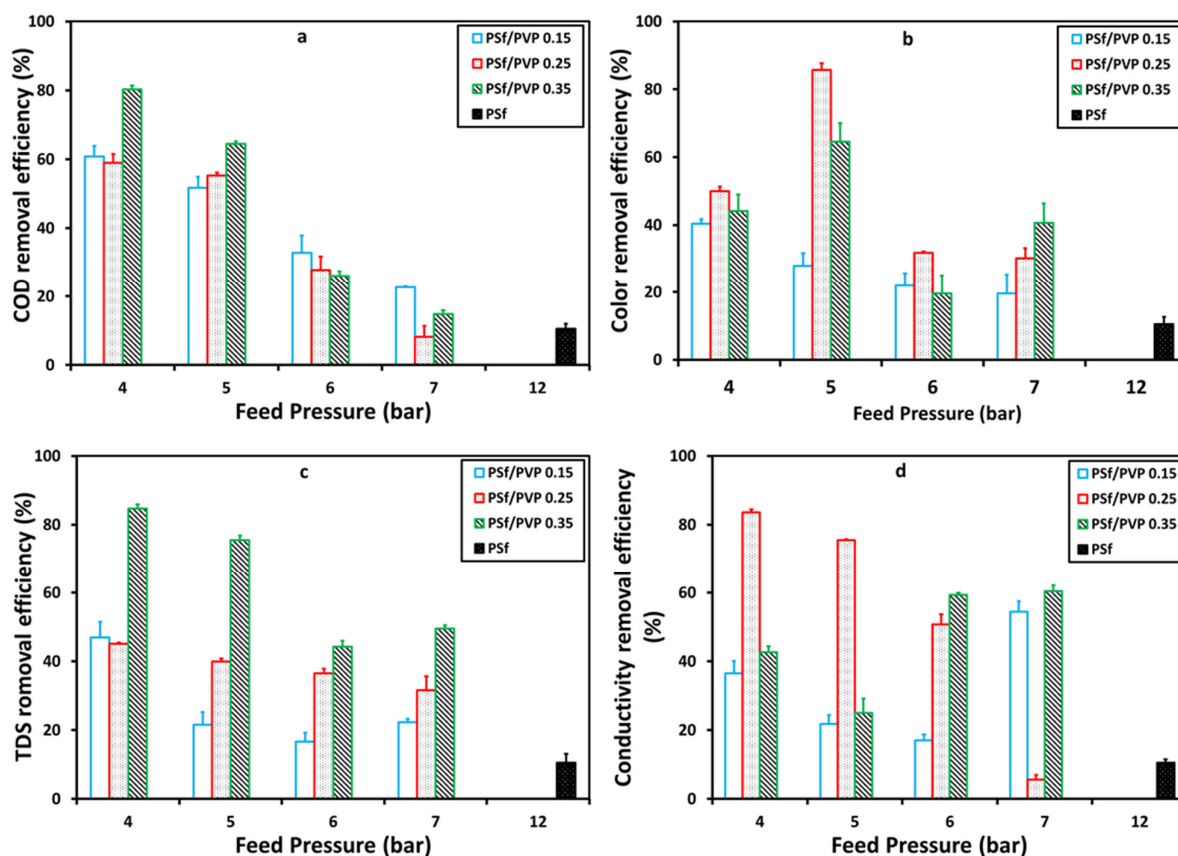 a
COD removal efficiency (%)
100
80
60
40
20
0
4 5 6 7 12
Feed Pressure (bar)
PSf/PVP 0.15
PSf/PVP 0.25
PSf/PVP 0.35
PSf
b
Color removal efficiency (%)
100
80
60
40
20
0
4 5 6 7 12
Feed Pressure (bar)
PSf/PVP 0.15
PSf/PVP 0.25
PSf/PVP 0.35
PSf
c
TDS romoval efficiency (%)
100
80
60
40
20
0
4 5 6 7 12
Feed Pressure (bar)
PSf/PVP 0.15
PSf/PVP 0.25
PSf/PVP 0.35
PSf
d
Conductivity removal efficiency
(%)
100
80
60
40
20
0
4 5 6 7 12
Feed Pressure (bar)
PSf/PVP 0.15
PSf/PVP 0.25
PSf/PVP 0.35
PSf